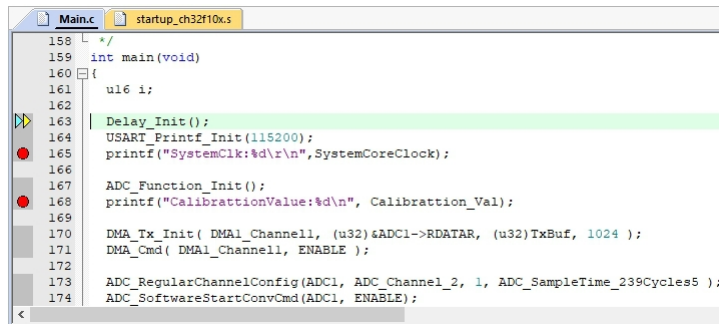 Main.c startup_ch32f10x.s
158 */
159 int main(void)
160 {
161 u16 i;
162
163 Delay_Init();
164 USART_Printf_Init(115200);
165 printf("SystemClk:%d\r\n",SystemCoreClock);
166
167 ADC_Function_Init();
168 printf("CalibrattionValue:%d\n", Calibrattion_Val);
169
170 DMA_Tx_Init( DMA1_Channel1, (u32)&ADC1->RDATAR, (u32)TxBuf, 1024 );
171 DMA_Cmd( DMA1_Channel1, ENABLE );
172
173 ADC_RegularChannelConfig(ADC1, ADC_Channel_2, 1, ADC_SampleTime_239Cycles5 );
174 ADC_SoftwareStartConvCmd(ADC1, ENABLE);